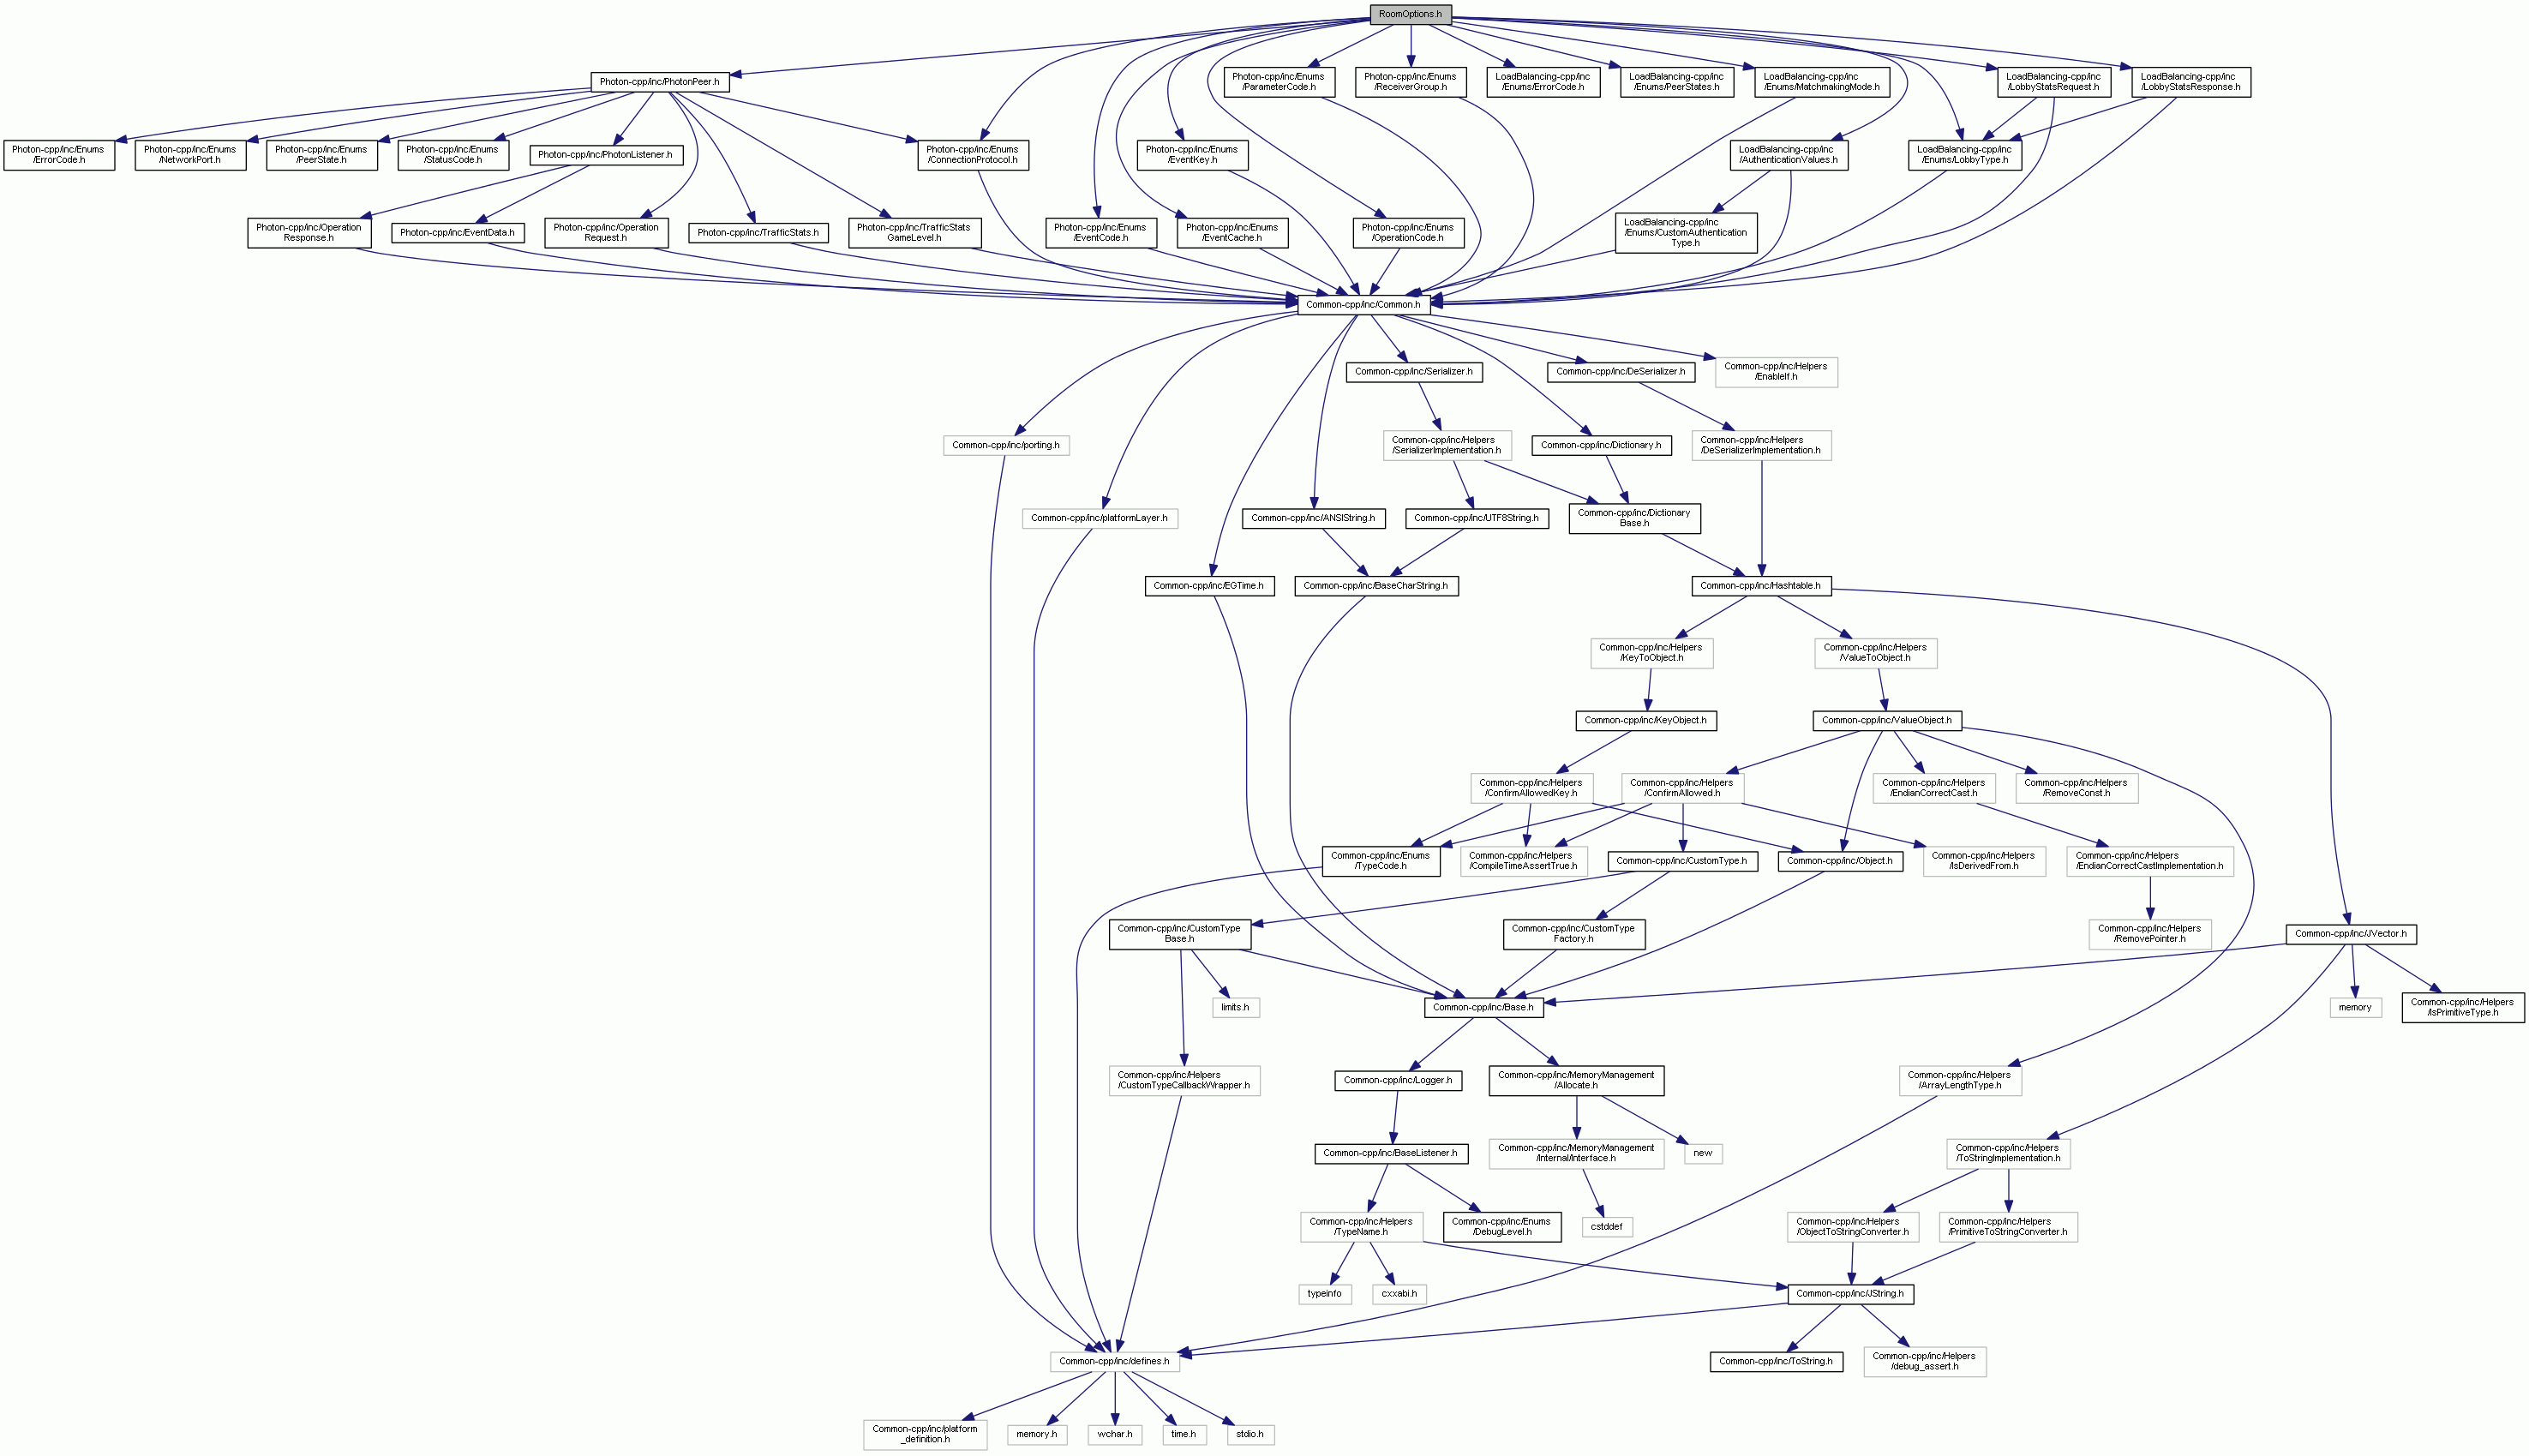 RoomOptions.h
Photon-cpp/inc/PhotonPeer.h
Photon-cpp/inc/Enums
/ParameterCode.h
Photon-cpp/inc/Enums
/ReceiverGroup.h
LoadBalancing-cpp/inc
/Enums/ErrorCode.h
LoadBalancing-cpp/inc
/Enums/PeerStates.h
LoadBalancing-cpp/inc
/Enums/MatchmakingMode.h
LoadBalancing-cpp/inc
/LobbyStatsRequest.h
LoadBalancing-cpp/inc
/LobbyStatsResponse.h
Photon-cpp/inc/Enums
/ErrorCode.h
Photon-cpp/inc/Enums
/NetworkPort.h
Photon-cpp/inc/Enums
/PeerState.h
Photon-cpp/inc/Enums
/StatusCode.h
Photon-cpp/inc/PhotonListener.h
Photon-cpp/inc/Enums
/ConnectionProtocol.h
Photon-cpp/inc/Enums
/EventKey.h
LoadBalancing-cpp/inc
/AuthenticationValues.h
LoadBalancing-cpp/inc
/Enums/LobbyType.h
Photon-cpp/inc/Operation
Response.h
Photon-cpp/inc/EventData.h
Photon-cpp/inc/Operation
Request.h
Photon-cpp/inc/TrafficStats.h
Photon-cpp/inc/TrafficStats
GameLevel.h
Photon-cpp/inc/Enums
/EventCode.h
Photon-cpp/inc/Enums
/EventCache.h
Photon-cpp/inc/Enums
/OperationCode.h
LoadBalancing-cpp/inc
/Enums/CustomAuthentication
Type.h
Common-cpp/inc/Common.h
Common-cpp/inc/Serializer.h
Common-cpp/inc/DeSerializer.h
Common-cpp/inc/Helpers
/EnableIf.h
Common-cpp/inc/porting.h
Common-cpp/inc/Helpers
/SerializerImplementation.h
Common-cpp/inc/Dictionary.h
Common-cpp/inc/Helpers
/DeSerializerImplementation.h
Common-cpp/inc/platformLayer.h
Common-cpp/inc/ANSIString.h
Common-cpp/inc/UTF8String.h
Common-cpp/inc/Dictionary
Base.h
Common-cpp/inc/EGTime.h
Common-cpp/inc/BaseCharString.h
Common-cpp/inc/Hashtable.h
Common-cpp/inc/Helpers
/KeyToObject.h
Common-cpp/inc/Helpers
/ValueToObject.h
Common-cpp/inc/KeyObject.h
Common-cpp/inc/ValueObject.h
Common-cpp/inc/Helpers
/ConfirmAllowedKey.h
Common-cpp/inc/Helpers
/ConfirmAllowed.h
Common-cpp/inc/Helpers
/EndianCorrectCast.h
Common-cpp/inc/Helpers
/RemoveConst.h
Common-cpp/inc/Enums
/TypeCode.h
Common-cpp/inc/Helpers
/CompileTimeAssertTrue.h
Common-cpp/inc/CustomType.h
Common-cpp/inc/Object.h
Common-cpp/inc/Helpers
/IsDerivedFrom.h
Common-cpp/inc/Helpers
/EndianCorrectCastImplementation.h
Common-cpp/inc/CustomType
Base.h
Common-cpp/inc/CustomType
Factory.h
Common-cpp/inc/Helpers
/RemovePointer.h
Common-cpp/inc/JVector.h
limits.h
Common-cpp/inc/Base.h
memory
Common-cpp/inc/Helpers
/IsPrimitiveType.h
Common-cpp/inc/Helpers
/CustomTypeCallbackWrapper.h
Common-cpp/inc/Logger.h
Common-cpp/inc/MemoryManagement
/Allocate.h
Common-cpp/inc/Helpers
/ArrayLengthType.h
Common-cpp/inc/BaseListener.h
Common-cpp/inc/MemoryManagement
/Internal/Interface.h
new
Common-cpp/inc/Helpers
/ToStringImplementation.h
Common-cpp/inc/Helpers
/TypeName.h
Common-cpp/inc/Enums
/DebugLevel.h
cstddef
Common-cpp/inc/Helpers
/ObjectToStringConverter.h
Common-cpp/inc/Helpers
/PrimitiveToStringConverter.h
typeinfo
cxxabi.h
Common-cpp/inc/JString.h
Common-cpp/inc/defines.h
Common-cpp/inc/ToString.h
Common-cpp/inc/Helpers
/debug_assert.h
Common-cpp/inc/platform
_definition.h
memory.h
wchar.h
time.h
stdio.h